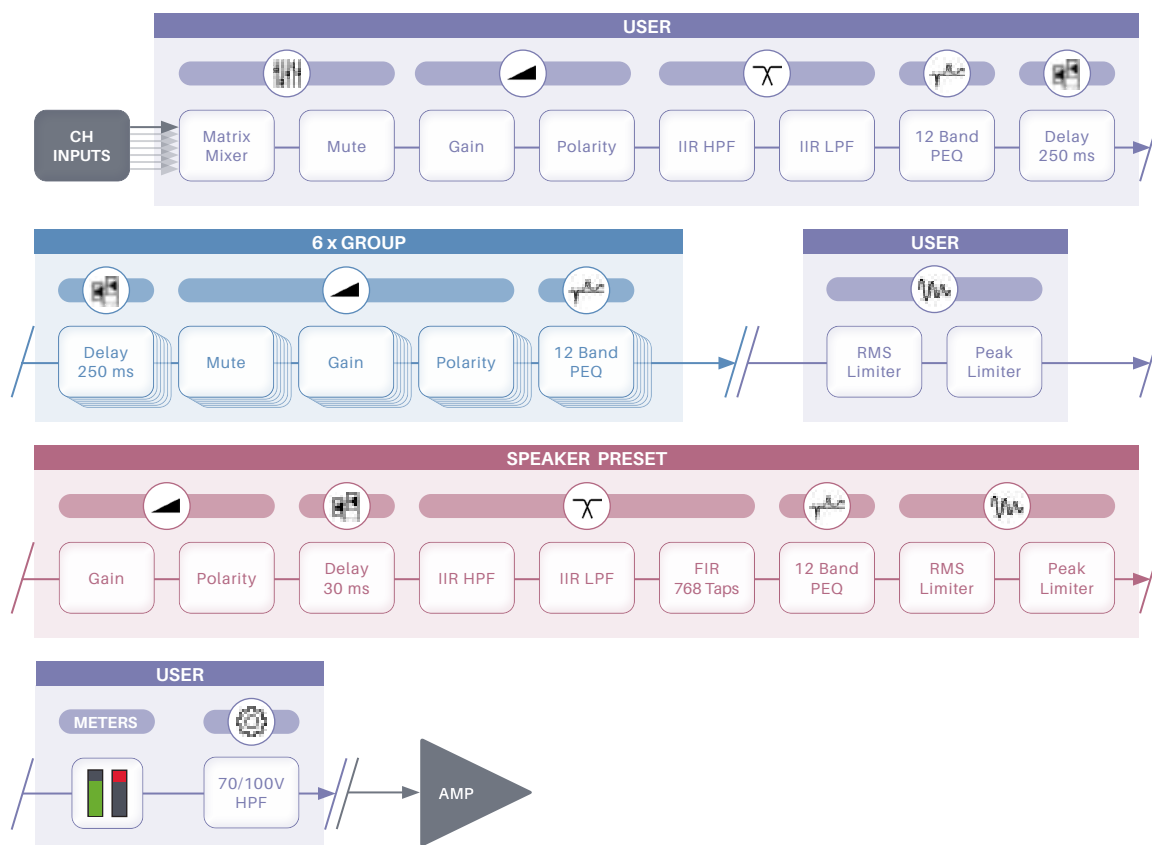 USER
CH
INPUTS
Matrix
Mixer
Mute
Gain
Polarity
IIR HPF
IIR LPF
12 Band
PEQ
Delay
250 ms
6 x GROUP
Delay
250 ms
Mute
Gain
Polarity
12 Band
PEQ
USER
RMS
Limiter
Peak
Limiter
SPEAKER PRESET
Gain
Polarity
Delay
30 ms
IIR HPF
IIR LPF
FIR
768 Taps
12 Band
PEQ
RMS
Limiter
Peak
Limiter
USER
METERS
70/100V
HPF
AMP